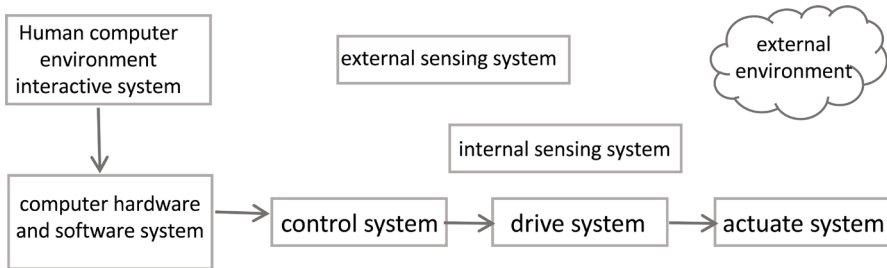 Human computer
environment
interactive system
external sensing system
external
environment
internal sensing system
computer hardware
and software system
control system
drive system
actuate system